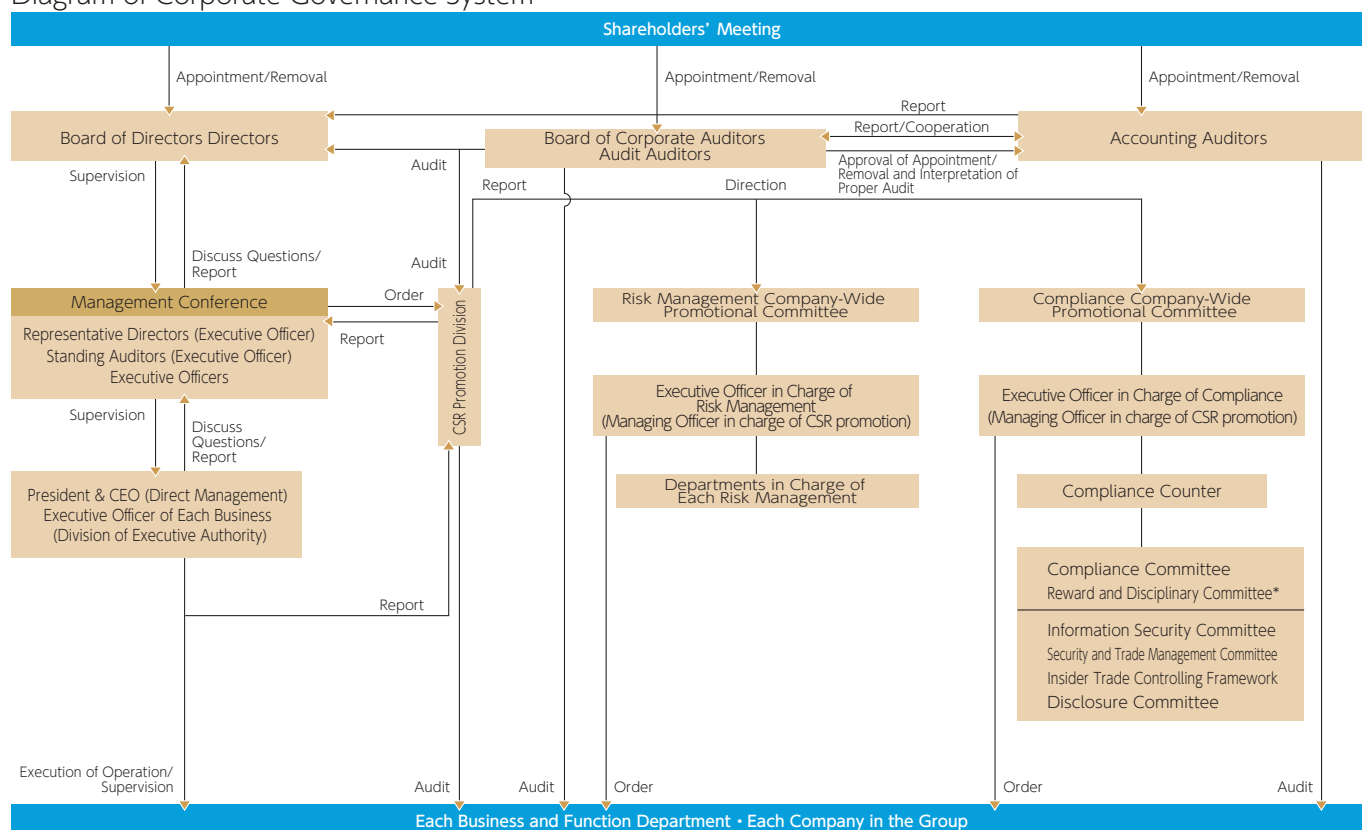 Diagram of Corporate Governance System
Shareholders' Meeting
Appointment/Removal
Appointment/Removal
Appointment/Removal
Report
Board of Directors Directors
Board of Corporate Auditors
Audit Auditors
Report/Cooperation
Accounting Auditors
Supervision
Audit
Approval of Appointment/
Removal and Interpretation of
Proper Audit
Report
Direction
Discuss Questions/
Report
Audit
Management Conference
Order
Representative Directors (Executive Officer)
Standing Auditors (Executive Officer)
Executive Officers
Report
CSR Promotion Division
Risk Management Company-Wide
Promotional Committee
Compliance Company-Wide
Promotional Committee
Executive Officer in Charge of
Risk Management
(Managing Officer in charge of CSR promotion)
Executive Officer in Charge of Compliance
(Managing Officer in charge of CSR promotion)
Supervision
Discuss
Questions/
Report
President & CEO (Direct Management)
Executive Officer of Each Business
(Division of Executive Authority)
Departments in Charge of
Each Risk Management
Compliance Counter
Compliance Committee
Reward and Disciplinary Committee*
Information Security Committee
Security and Trade Management Committee
Insider Trade Controlling Framework
Disclosure Committee
Report
Execution of Operation/
Supervision
Audit
Audit
Order
Order
Audit
Each Business and Function Department • Each Company in the Group